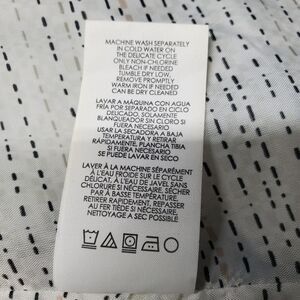 MACHINE WASH SEPARATELY
IN COLD WATER ON
THE DELICATE CYCLE
ONLY NON-CHLORINE
BLEACH IF NEEDED
TUMBLE DRY LOW,
REMOVE PROMPTLY
WARM IRON IF NEEDED
CAN BE DRY CLEANED
LAVAR A MÁQUINA CON AGUA
FRÍA POR SEPARADO EN CICLO
DELICADO, SOLAMENTE
BLANQUEADOR SIN CLORO SI
FUERA NECESARIO
USAR LA SECADORA A BAJA
TEMPERATURA Y RETIRAR
RÁPIDAMENTE, PLANCHA TIBIA
SI FUERA NECESARIO
SE PUEDE LAVAR EN SECO
LAVER À LA MACHINE SÉPARÉMENT
À L'EAU FROIDE SUR LE CYCLE
DÉLICAT, À L'EAU DE JAVEL SANS
CHLORURE SI NÉCESSAIRE, SÉCHER
PAR À BASSE TEMPÉRATURE,
RETIRER RAPIDEMENT, REPASSER
AU FER TIÈDE SI NÉCESSAIRE
NETTOYAGE A SEC POSSIBLE